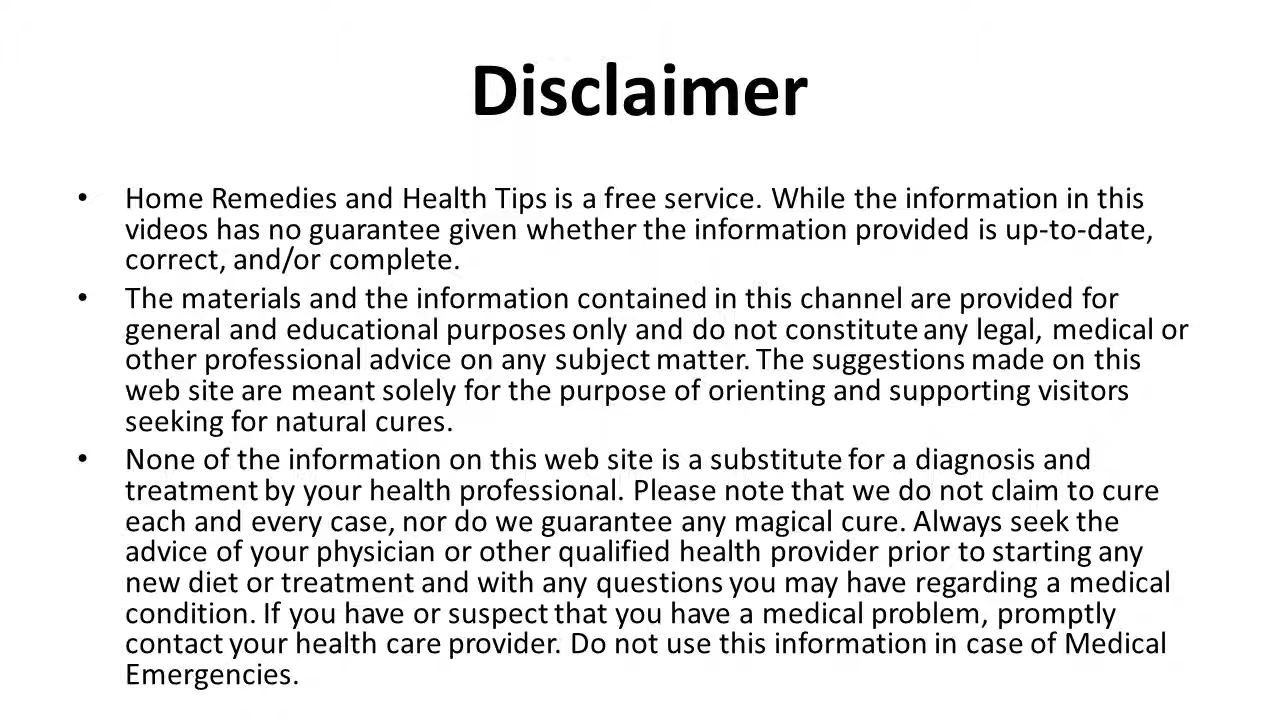 Disclaimer
• Home Remedies and Health Tips is a free service. While the information in this
videos has no guarantee given whether the information provided is up-to-date,
correct, and/or complete.
• The materials and the information contained in this channel are provided for
general and educational purposes only and do not constitute any legal, medical or
other professional advice on any subject matter. The suggestions made on this
web site are meant solely for the purpose of orienting and supporting visitors
seeking for natural cures.
• None of the information on this web site is a substitute for a diagnosis and
treatment by your health professional. Please note that we do not claim to cure
each and every case, nor do we guarantee any magical cure. Always seek the
advice of your physician or other qualified health provider prior to starting any
new diet or treatment and with any questions you may have regarding a medical
condition. If you have or suspect that you have a medical problem, promptly
contact your health care provider. Do not use this information in case of Medical
Emergencies.